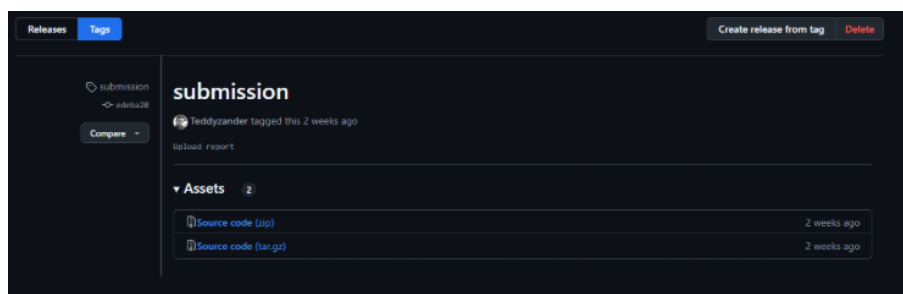 Releases Tags
Create release from tag Delete
submission
edeba28
Compare
submission
Teddyzander tagged this 2 weeks ago
Upload report
Assets 2
Source code (zip) 2 weeks ago
Source code (tar.gz) 2 weeks ago